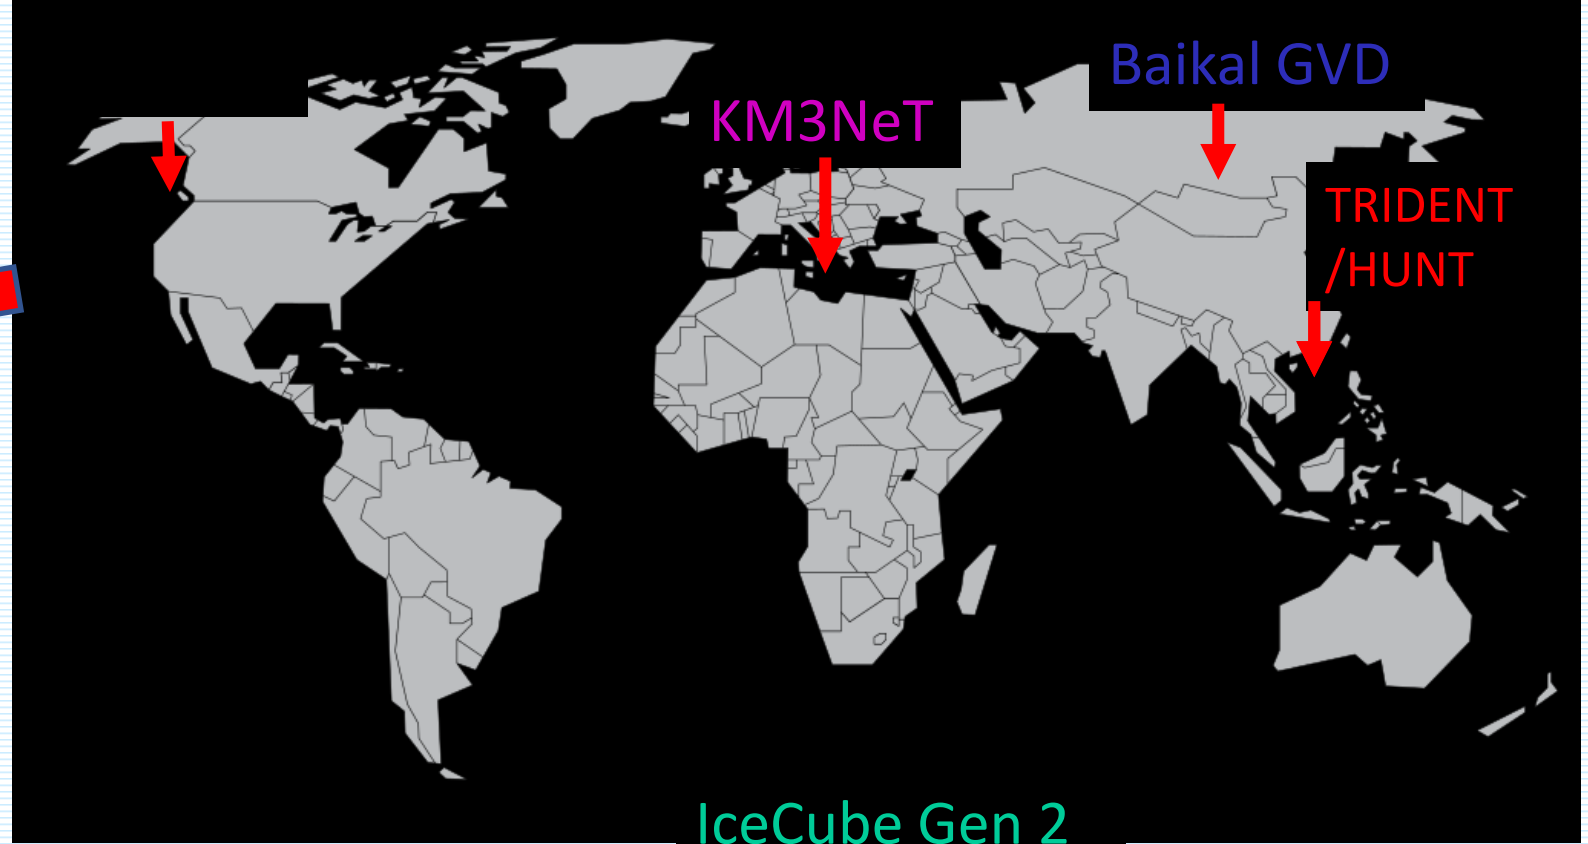 Baikal GVD
KM3NeT
TRIDENT
/HUNT
IceCube Gen 2